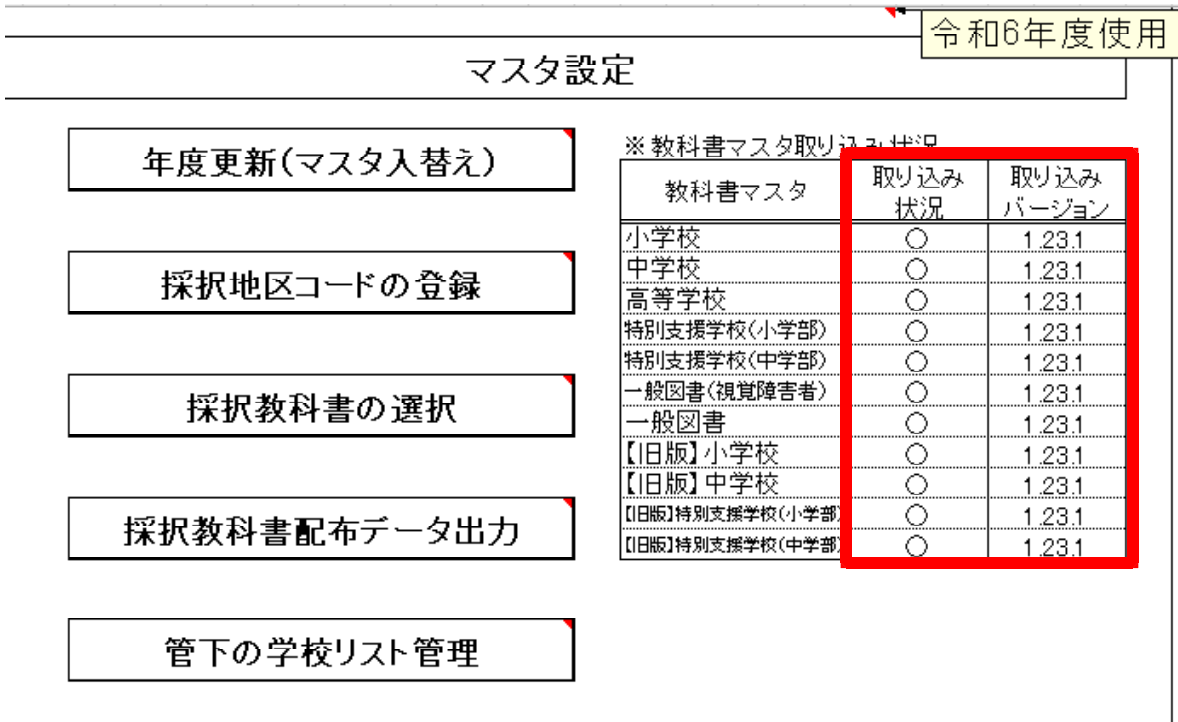 令和6年度使用
マスタ設定
年度更新(マスタ入替え)
採択地区コードの登録
採択教科書の選択
採択教科書配布データ出力
管下の学校リスト管理
※教科書マスタ取り込み状況
教科書マスタ 取り込み状況 取り込みバージョン
小学校 ○ 1.23.1
中学校 ○ 1.23.1
高等学校 ○ 1.23.1
特別支援学校(小学部) ○ 1.23.1
特別支援学校(中学部) ○ 1.23.1
一般図書(視覚障害者) ○ 1.23.1
一般図書 ○ 1.23.1
【旧版】小学校 ○ 1.23.1
【旧版】中学校 ○ 1.23.1
【旧版】特別支援学校(小学部) ○ 1.23.1
【旧版】特別支援学校(中学部) ○ 1.23.1